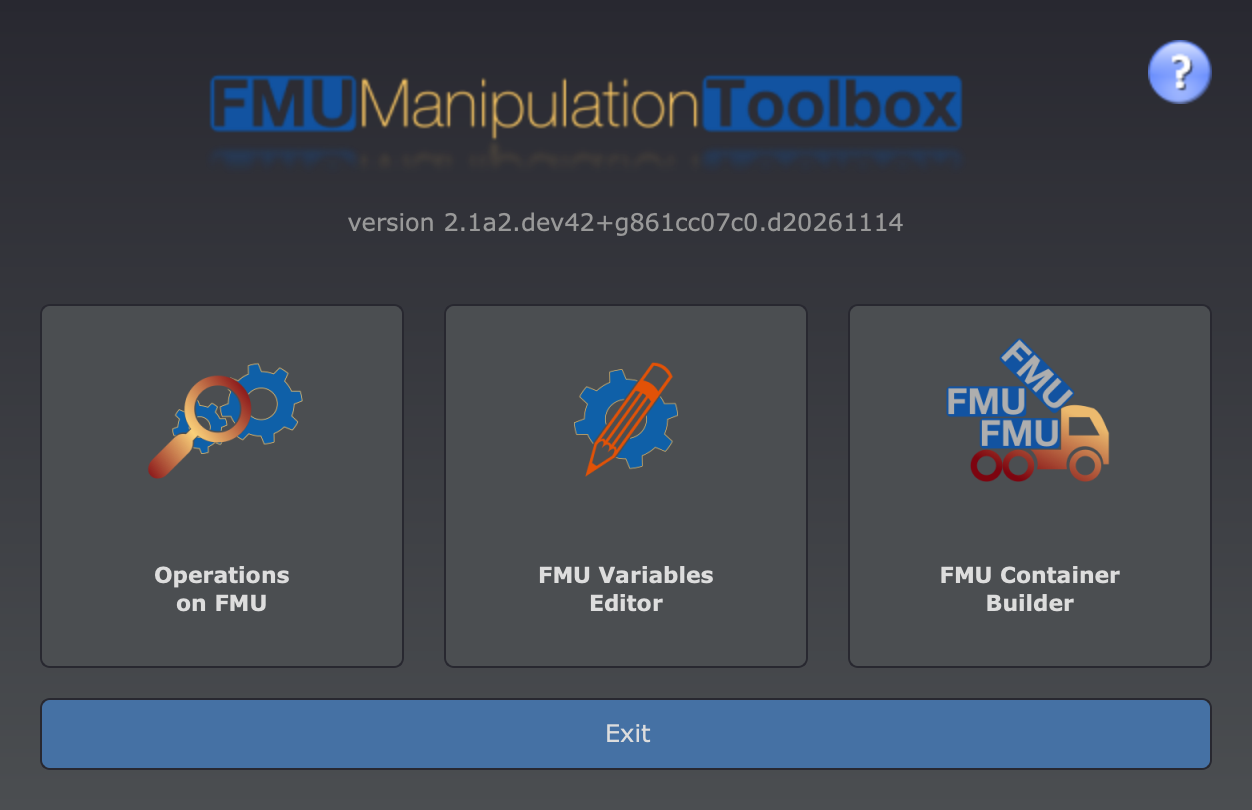 FMUManipulationToolbox
?
version 2.1a2.dev42+g861cc07c0.d20261114
FMU
FMU
FMU
Operations
on FMU
FMU Variables
Editor
FMU Container
Builder
Exit